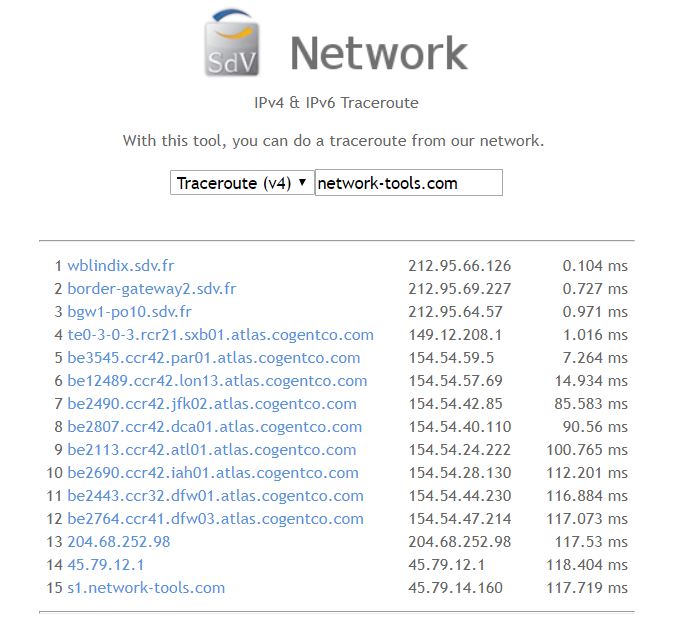 SdV Network
IPv4 & IPv6 Traceroute
With this tool, you can do a traceroute from our network.
Traceroute (v4) ▼ network-tools.com
1 wblindix.sdv.fr 212.95.66.126 0.104 ms
2 border-gateway2.sdv.fr 212.95.69.227 0.727 ms
3 bgw1-po10.sdv.fr 212.95.64.57 0.971 ms
4 te0-3-0-3.rcr21.sxb01.atlas.cogentco.com 149.12.208.1 1.016 ms
5 be3545.ccr42.par01.atlas.cogentco.com 154.54.59.5 7.264 ms
6 be12489.ccr42.lon13.atlas.cogentco.com 154.54.57.69 14.934 ms
7 be2490.ccr42.jfk02.atlas.cogentco.com 154.54.42.85 85.583 ms
8 be2807.ccr42.dca01.atlas.cogentco.com 154.54.40.110 90.56 ms
9 be2113.ccr42.atl01.atlas.cogentco.com 154.54.24.222 100.765 ms
10 be2690.ccr42.iah01.atlas.cogentco.com 154.54.28.130 112.201 ms
11 be2443.ccr32.dfw01.atlas.cogentco.com 154.54.44.230 116.884 ms
12 be2764.ccr41.dfw03.atlas.cogentco.com 154.54.47.214 117.073 ms
13 204.68.252.98 204.68.252.98 117.53 ms
14 45.79.12.1 45.79.12.1 118.404 ms
15 s1.network-tools.com 45.79.14.160 117.719 ms